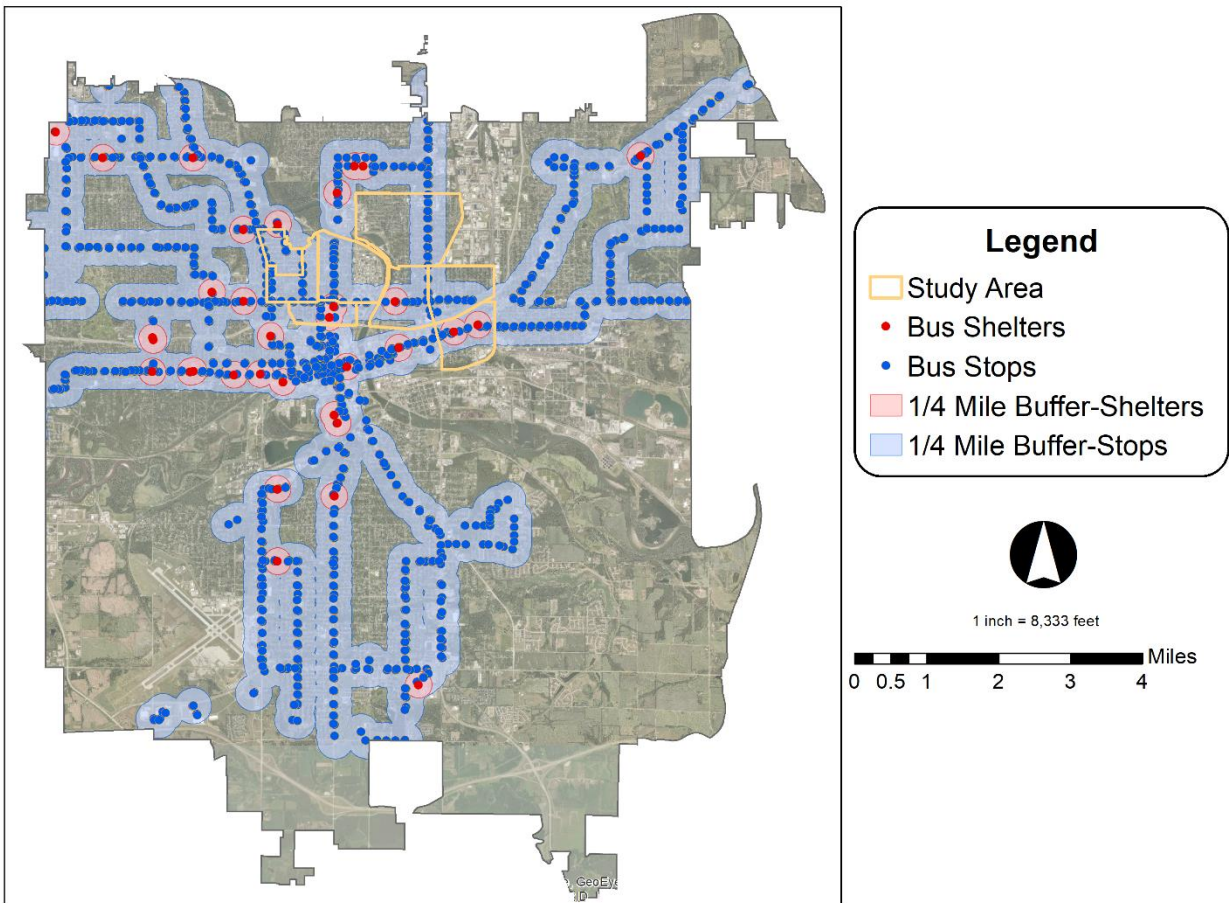 Legend
Study Area
Bus Shelters
Bus Stops
1/4 Mile Buffer-Shelters
1/4 Mile Buffer-Stops
1 inch = 8,333 feet
Miles
0 0.5 1 2 3 4
GeoEye